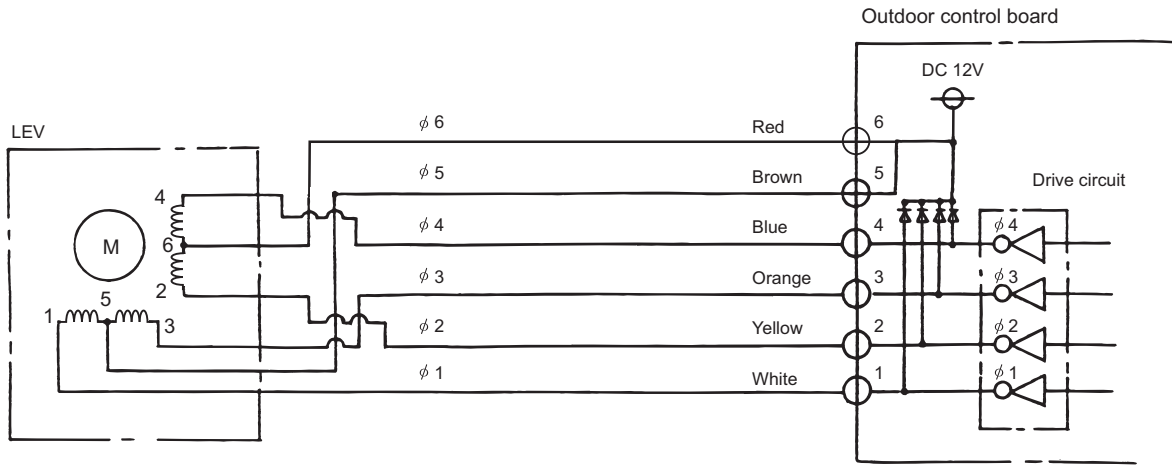 Outdoor control board
DC 12V
LEV
ϕ 6 Red 6
ϕ 5 Brown 5
Drive circuit
4
ϕ 4 Blue 4 ϕ 4
M
6
ϕ 3 Orange 3 ϕ 3
2
5
1 3
ϕ 2 Yellow 2 ϕ 2
ϕ 1 White 1 ϕ 1